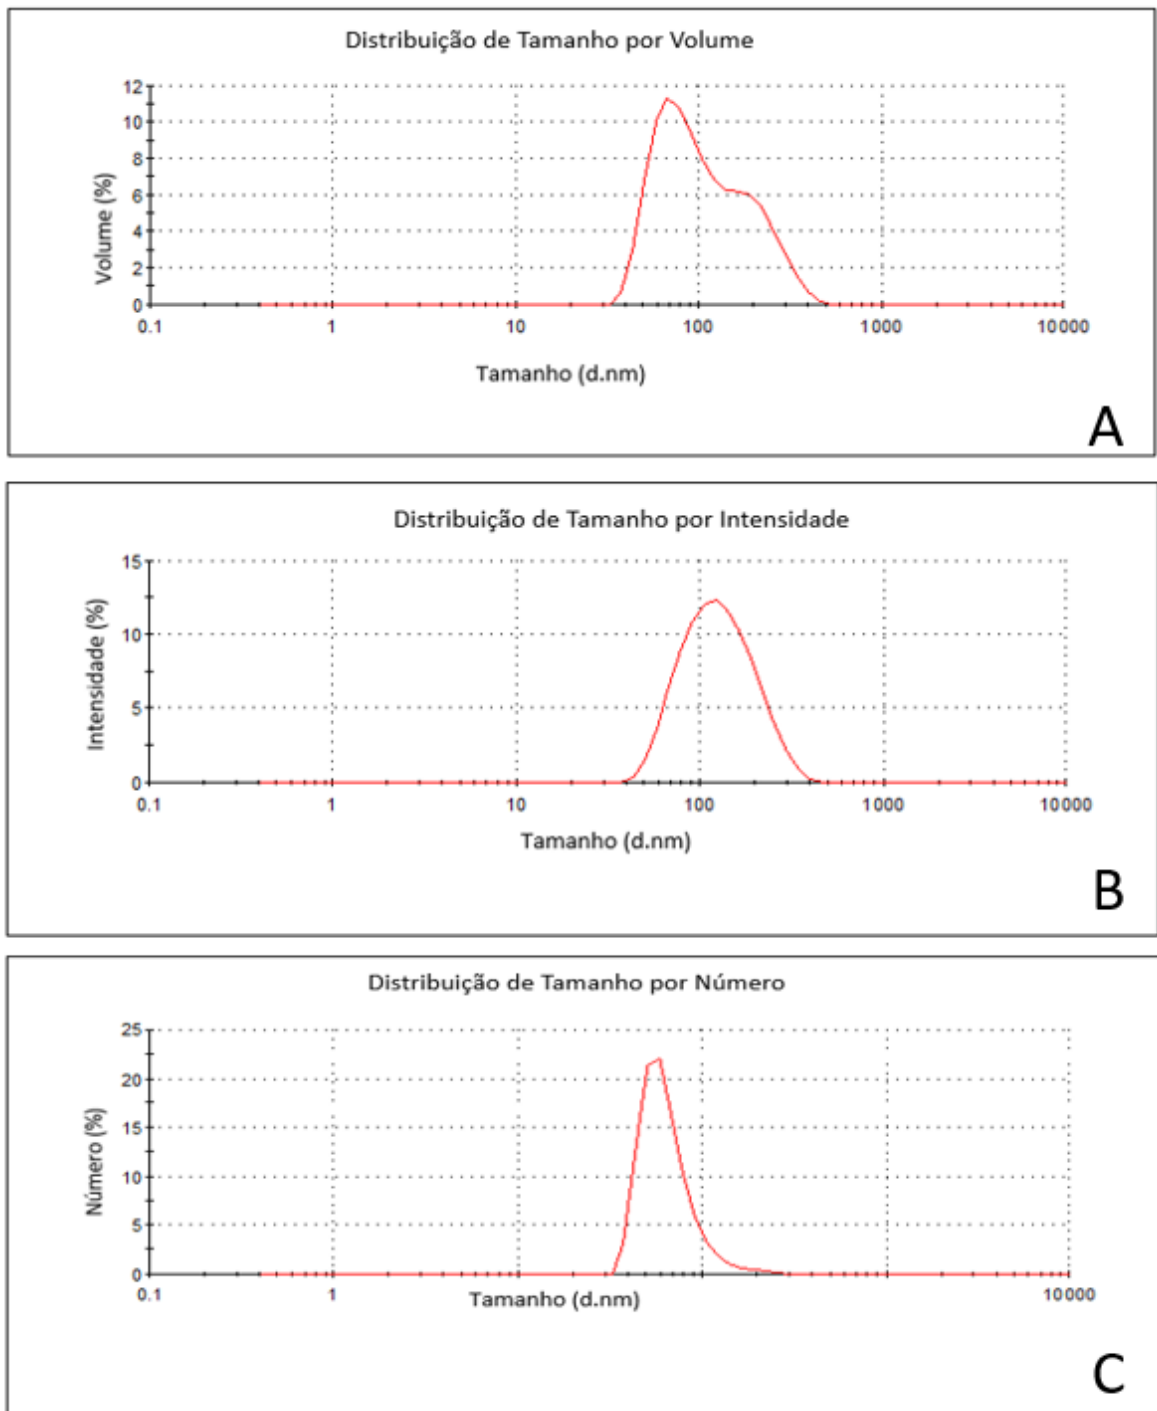 Distribuição de Tamanho por Volume
12
10
8
6
4
2
0
Volume (%)
0.1 1 10 100 1000 10000
Tamanho (d.nm)
A
Distribuição de Tamanho por Intensidade
15
10
5
0
Intensidade (%)
0.1 1 10 100 1000 10000
Tamanho (d.nm)
B
Distribuição de Tamanho por Número
25
20
15
10
5
0
Número (%)
0.1 1 10000
Tamanho (d.nm)
C